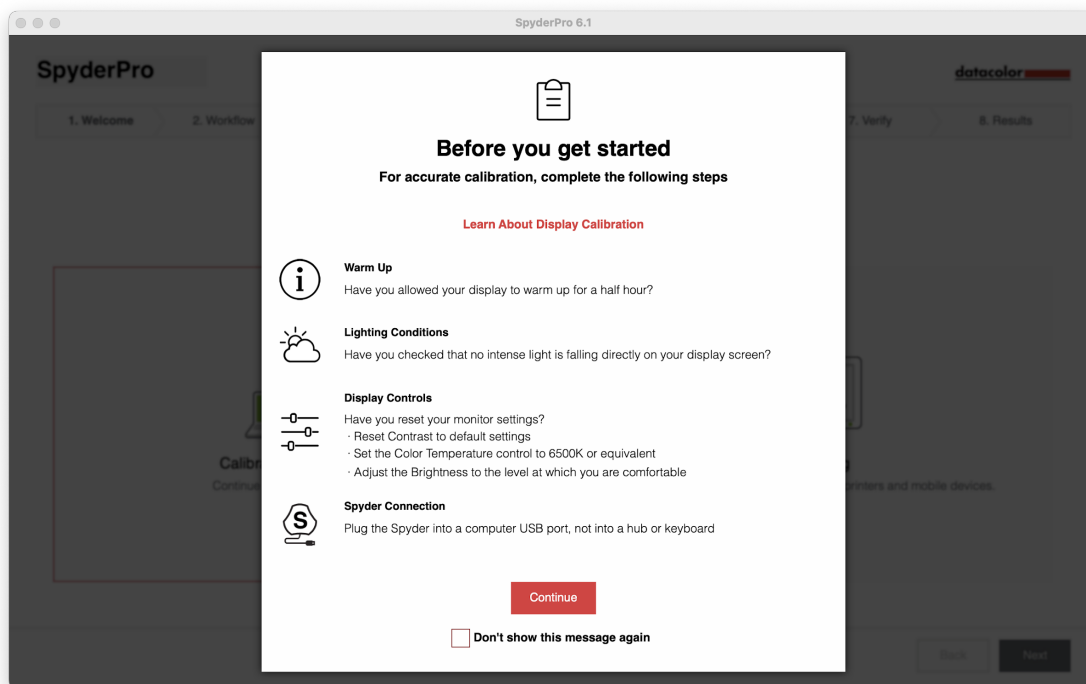 SpyderPro 6.1
SpyderPro
datacolor
1. Welcome
2. Workflow
7. Verify
8. Results
Before you get started
For accurate calibration, complete the following steps
Learn About Display Calibration
i
Warm Up
Have you allowed your display to warm up for a half hour?
Lighting Conditions
Have you checked that no intense light is falling directly on your display screen?
Display Controls
Have you reset your monitor settings?
· Reset Contrast to default settings
· Set the Color Temperature control to 6500K or equivalent
· Adjust the Brightness to the level at which you are comfortable
S
Spyder Connection
Plug the Spyder into a computer USB port, not into a hub or keyboard
Continue
Don't show this message again
Continue
printers and mobile devices.
Back
Next